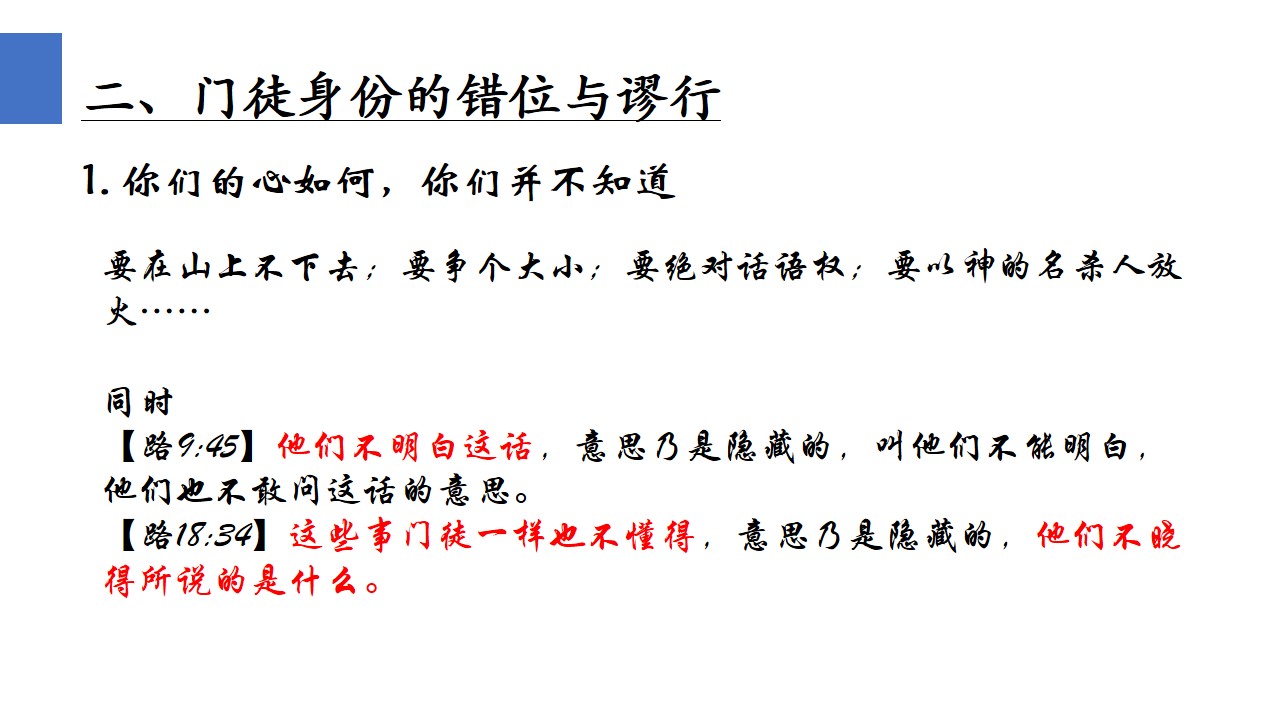 二、门徒身份的错位与谬行
1. 你们的心如何，你们并不知道
要在山上不下去；要争个大小；要绝对话语权；要以神的名杀人放
火……
同时
【路9:45】他们不明白这话，意思乃是隐藏的，叫他们不能明白，
他们也不敢问这话的意思。
【路18:34】这些事门徒一样也不懂得，意思乃是隐藏的，他们不晓
得所说的是什么。